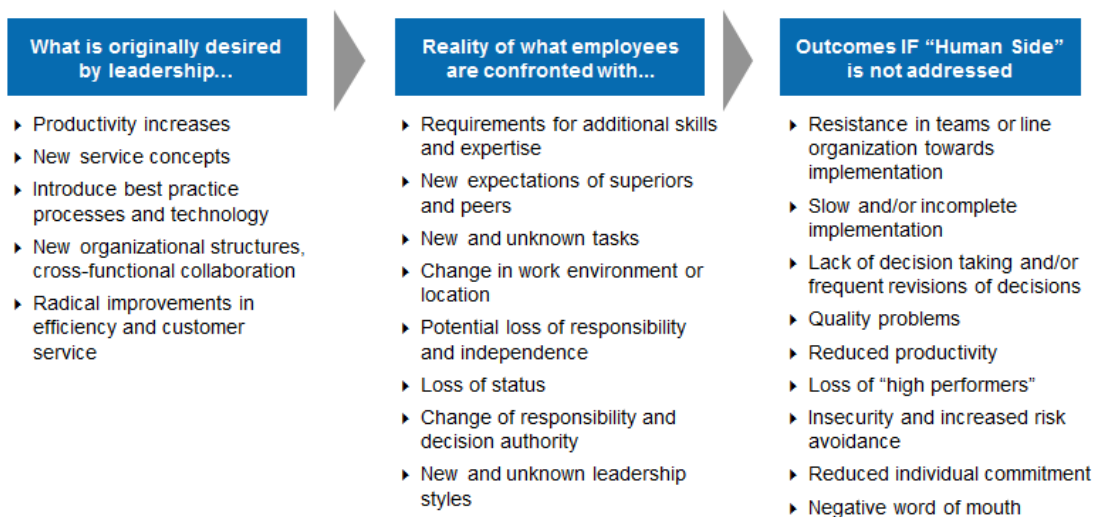 What is originally desired
by leadership...
Productivity increases
New service concepts
Introduce best practice
processes and technology
New organizational structures,
cross-functional collaboration
Radical improvements in
efficiency and customer
service
Reality of what employees
are confronted with...
Requirements for additional skills
and expertise
New expectations of superiors
and peers
New and unknown tasks
Change in work environment or
location
Potential loss of responsibility
and independence
Loss of status
Change of responsibility and
decision authority
New and unknown leadership
styles
Outcomes IF “Human Side”
is not addressed
Resistance in teams or line
organization towards
implementation
Slow and/or incomplete
implementation
Lack of decision taking and/or
frequent revisions of decisions
Quality problems
Reduced productivity
Loss of “high performers”
Insecurity and increased risk
avoidance
Reduced individual commitment
Negative word of mouth